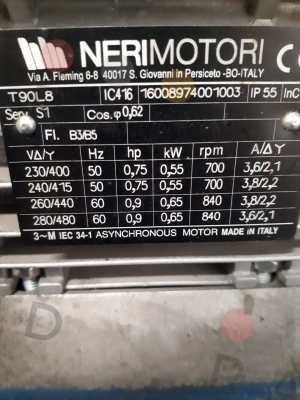 NERIMOTORI
Via A. Fleming 6-8 40017 S. Giovanni in Persiceto -BO-ITALY
T90L8 IC416 16008974001003 IP 55
Serv. S1 Cos.φ 0,62
Fl. B3/B5
V∆/Y Hz hp kW rpm A/∆ Y
230/400 50 0,75 0,55 700 3,6/2,1
240/415 50 0,75 0,55 700 3,8/2,2
260/440 60 0,9 0,65 840 3,8/2,2
280/480 60 0,9 0,65 840 3,6/2,1
3~M IEC 34-1 ASYNCHRONOUS MOTOR MADE IN ITALY